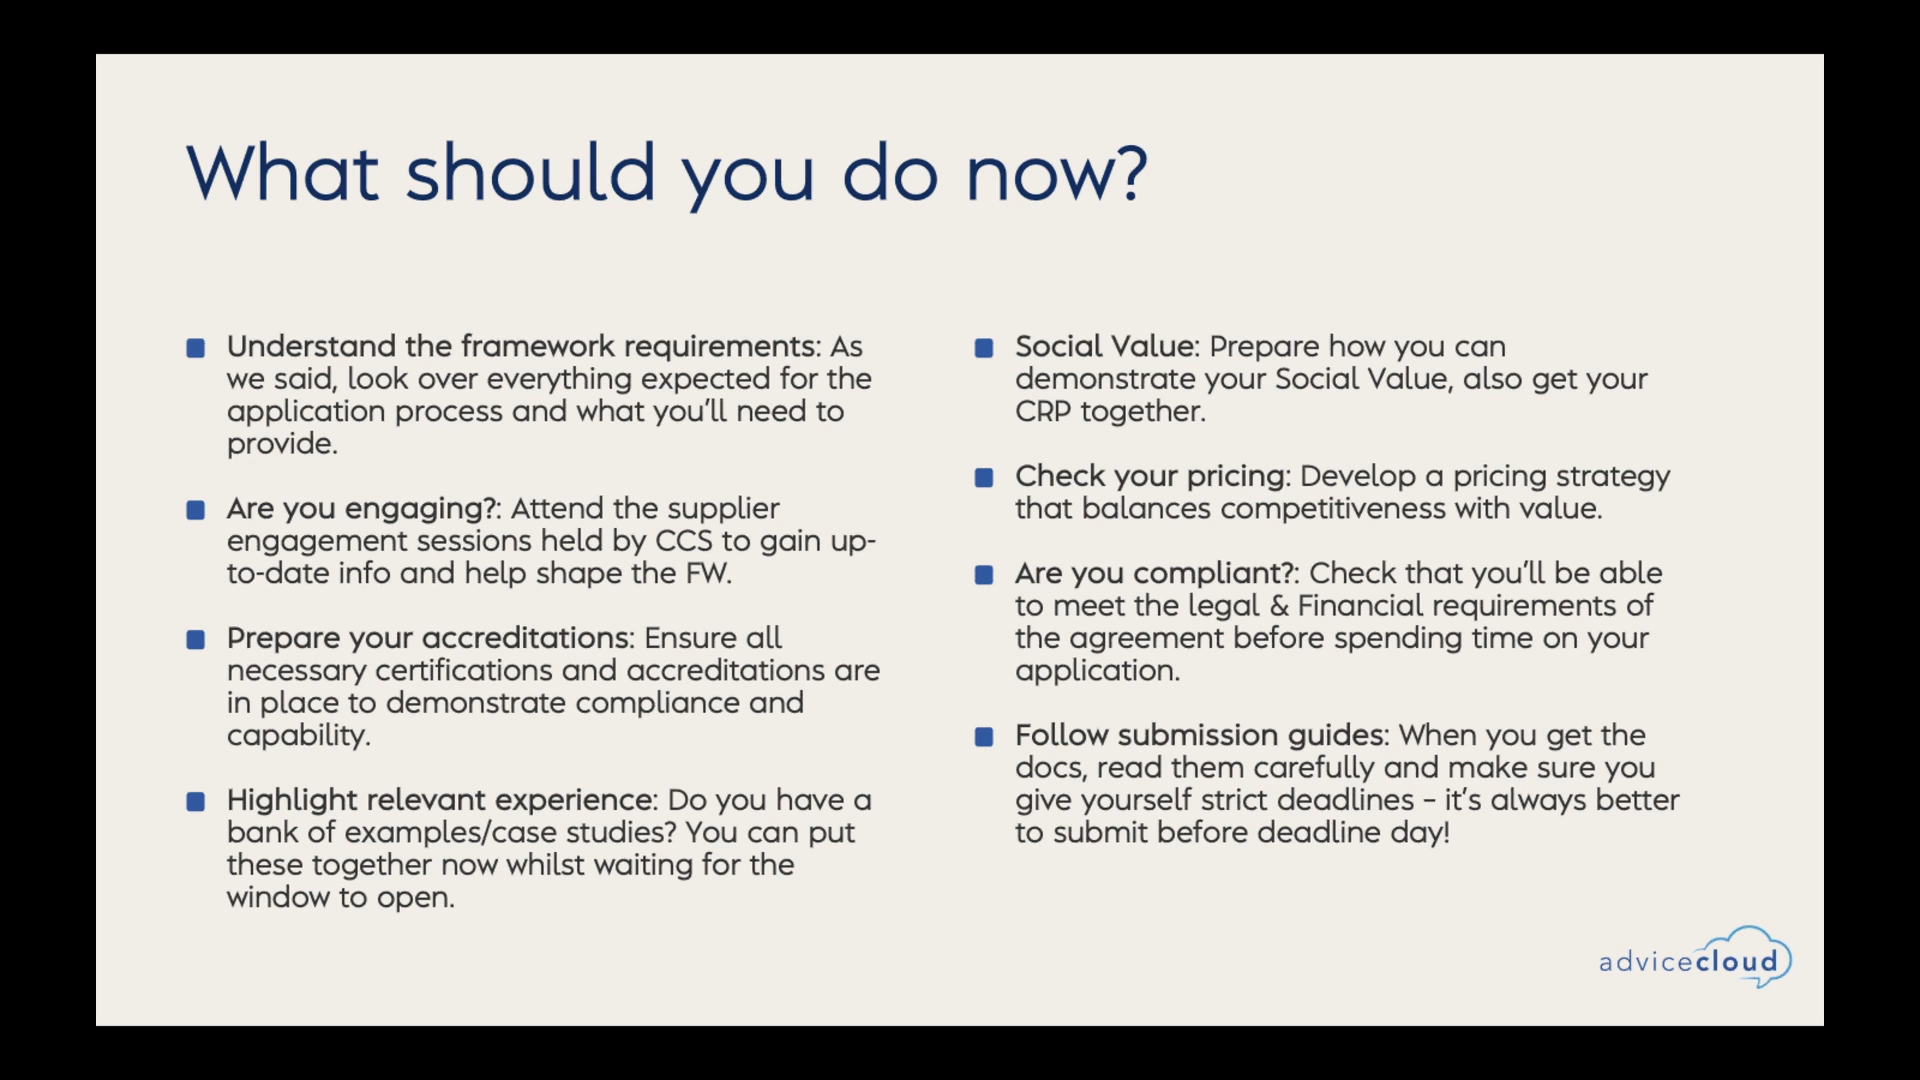 What should you do now?
Understand the framework requirements: As
we said, look over everything expected for the
application process and what you'll need to
provide.
Are you engaging?: Attend the supplier
engagement sessions held by CCS to gain up-
to-date info and help shape the FW.
Prepare your accreditations: Ensure all
necessary certifications and accreditations are
in place to demonstrate compliance and
capability.
Highlight relevant experience: Do you have a
bank of examples/case studies? You can put
these together now whilst waiting for the
window to open.
Social Value: Prepare how you can
demonstrate your Social Value, also get your
CRP together.
Check your pricing: Develop a pricing strategy
that balances competitiveness with value.
Are you compliant?: Check that you'll be able
to meet the legal & Financial requirements of
the agreement before spending time on your
application.
Follow submission guides: When you get the
docs, read them carefully and make sure you
give yourself strict deadlines – it's always better
to submit before deadline day!
advicecloud